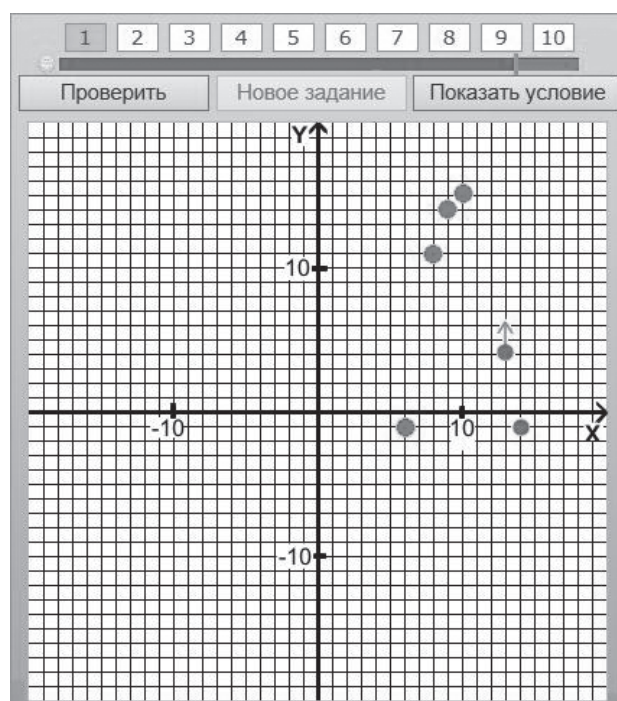 1 2 3 4 5 6 7 8 9 10
Проверить Новое задание Показать условие
Y
10
-10 10 X
-10